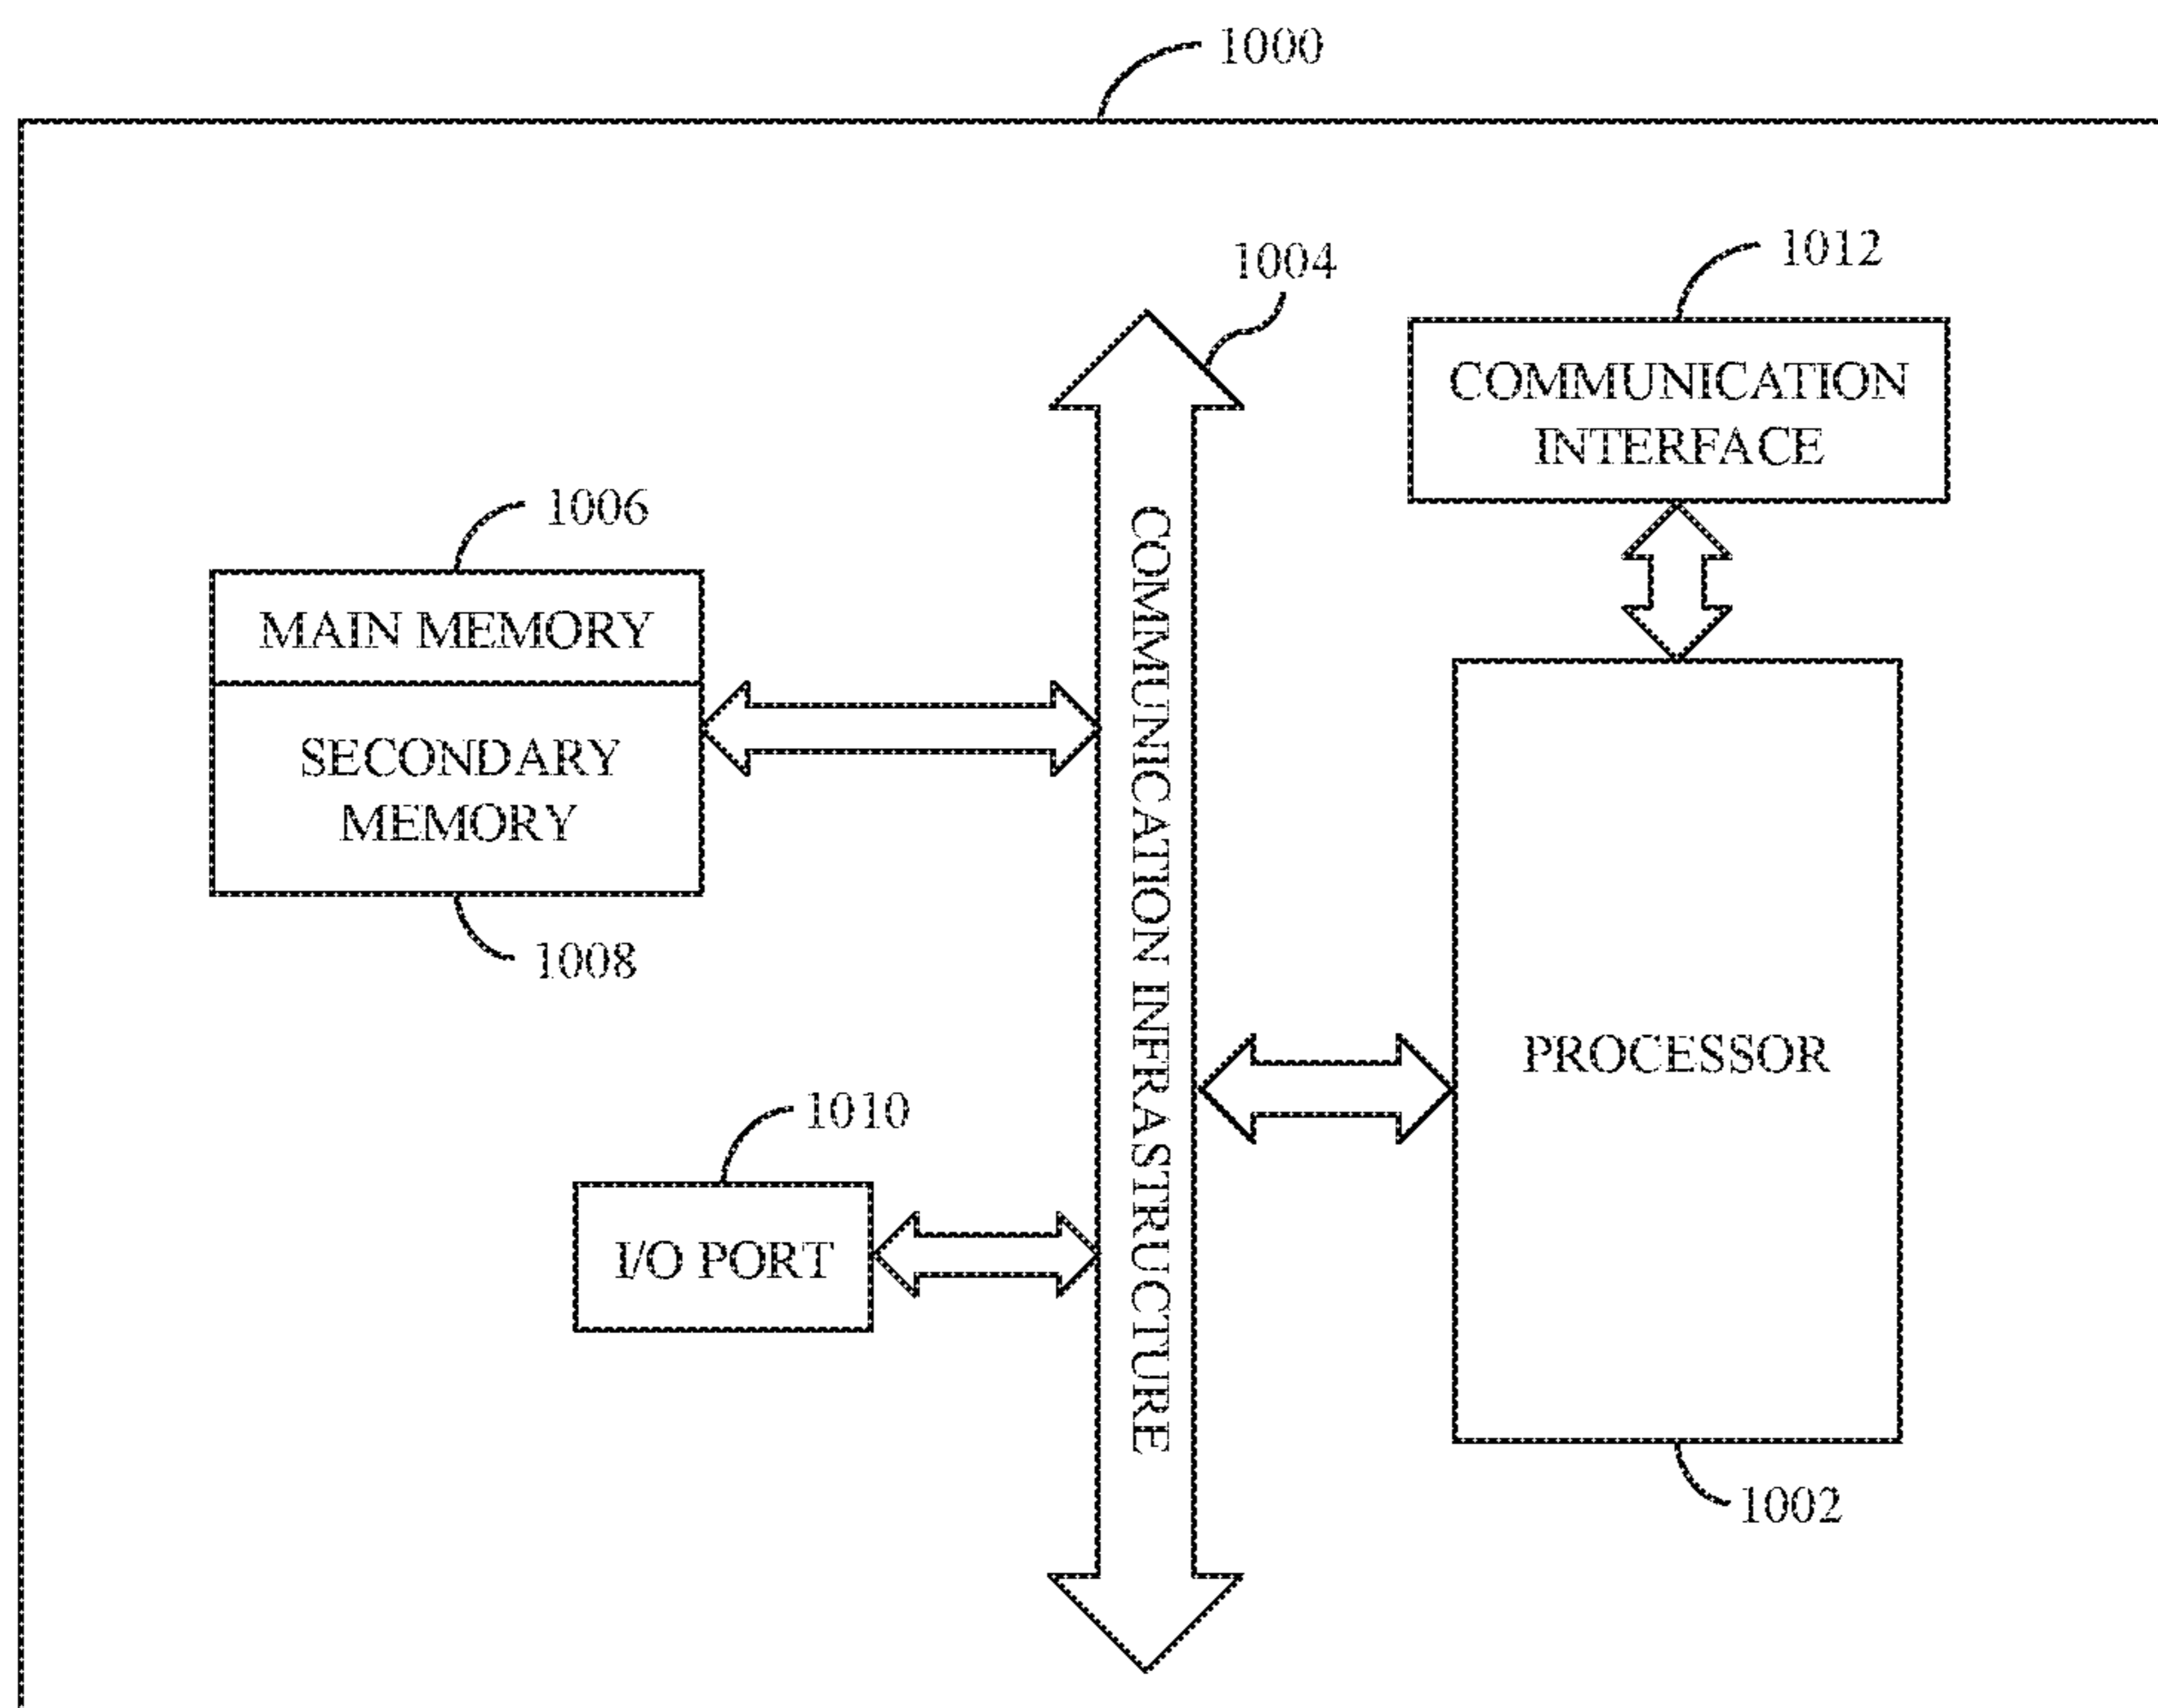 1000
1004
1012
COMMUNICATION
INTERFACE
1006
MAIN MEMORY
SECONDARY
MEMORY
1008
COMMUNICATION INFRASTRUCTURE
PROCESSOR
1010
I/O PORT
1002